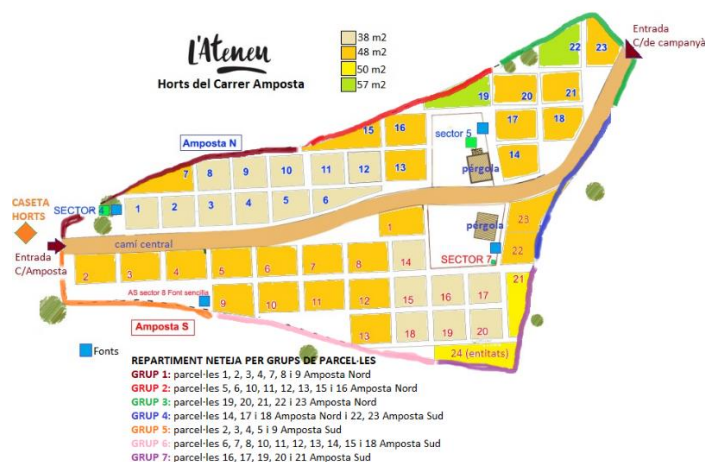 L'Ateneu
Horts del Carrer Amposta
38 m2
48 m2
50 m2
57 m2
Entrada
C/de campanyà
22
23
19
20
21
sector 5
17
18
15
16
Amposta N
14
pérgola
7
8
9
10
11
12
13
CASETA
HORTS
SECTOR 4
1
2
3
4
5
6
camí central
Entrada
C/Amposta
1
pérgola
23
22
SECTOR 7
2
3
4
5
6
7
8
14
21
AS sector 8 Font sencilla
9
10
11
12
15
16
17
Amposta S
13
18
19
20
24 (entitats)
Fonts
REPARTIMENT NETEJA PER GRUPS DE PARCEL·LES
GRUP 1: parcel·les 1, 2, 3, 4, 7, 8 i 9 Amposta Nord
GRUP 2: parcel·les 5, 6, 10, 11, 12, 13, 15 i 16 Amposta Nord
GRUP 3: parcel·les 19, 20, 21, 22 i 23 Amposta Nord
GRUP 4: parcel·les 14, 17 i 18 Amposta Nord i 22, 23 Amposta Sud
GRUP 5: parcel·les 2, 3, 4, 5 i 9 Amposta Sud
GRUP 6: parcel·les 6, 7, 8, 10, 11, 12, 13, 14, 15 i 18 Amposta Sud
GRUP 7: parcel·les 16, 17, 19, 20 i 21 Amposta Sud